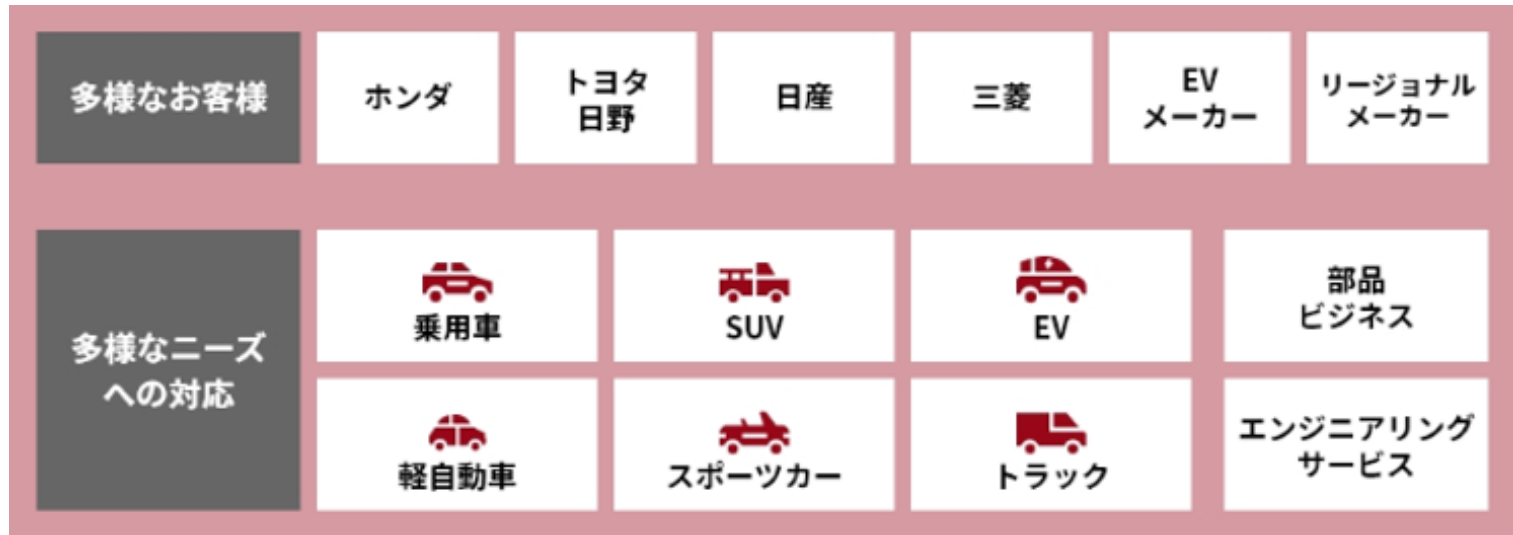 多様なお客様
ホンダ
トヨタ
日野
日産
三菱
EV
メーカー
リージョナル
メーカー
多様なニーズ
への対応
乗用車
SUV
EV
部品
ビジネス
軽自動車
スポーツカー
トラック
エンジニアリング
サービス